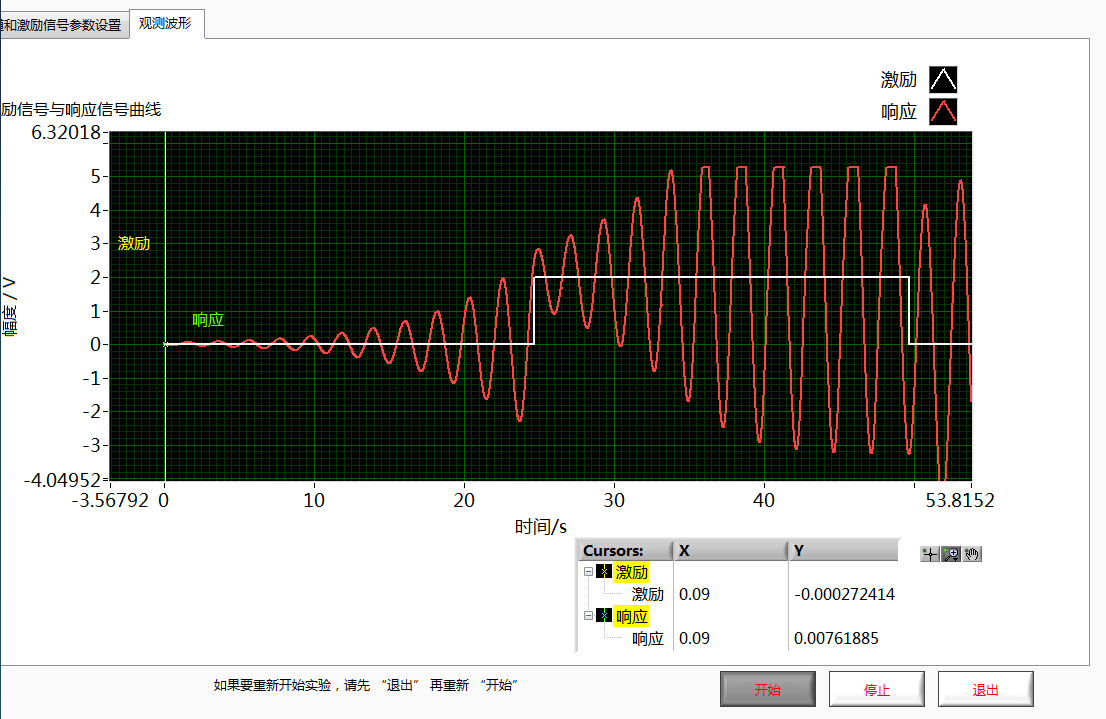 和激励信号参数设置
观测波形
激励
响应
励信号与响应信号曲线
6.32018
5
4
3
2
1
0
-1
-2
-3
-4.04952
幅度 / V
激励
响应
-3.56792 0 10 20 30 40 53.8152
时间/s
Cursors: X Y
激励
激励 0.09 -0.000272414
响应
响应 0.09 0.00761885
如果要重新开始实验，请先 “退出” 再重新 “开始”
开始 停止 退出